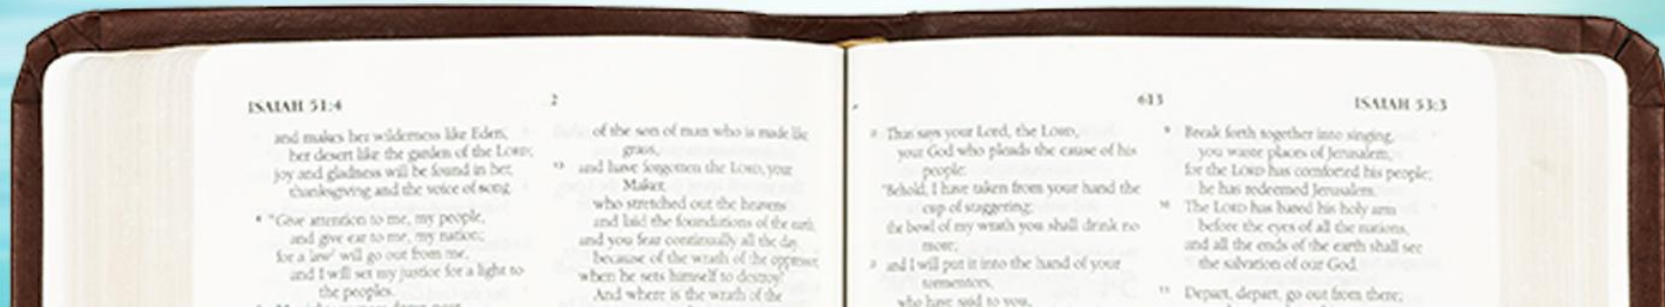 ISAIAH 51:4
2
and makes her wilderness like Eden,
her desert like the garden of the LORD;
joy and gladness will be found in her,
thanksgiving and the voice of song.
4 "Give attention to me, my people,
and give ear to me, my nation;
for a law will go out from me,
and I will set my justice for a light to
the peoples.
of the son of man who is made like
grass,
13 and have forgotten the LORD, your
Maker,
who stretched out the heavens
and laid the foundations of the earth,
and you fear continually all the day
because of the wrath of the oppressor,
when he sets himself to destroy?
And where is the wrath of the
613
ISAIAH 53:3
Thus says your Lord, the LORD,
your God who pleads the cause of his
people:
"Behold, I have taken from your hand the
cup of staggering;
the bowl of my wrath you shall drink no
more;
and I will put it into the hand of your
tormentors,
who have said to you,
9 Break forth together into singing,
you waste places of Jerusalem,
for the LORD has comforted his people;
he has redeemed Jerusalem.
10 The LORD has bared his holy arm
before the eyes of all the nations,
and all the ends of the earth shall see
the salvation of our God.
11 Depart, depart, go out from there;